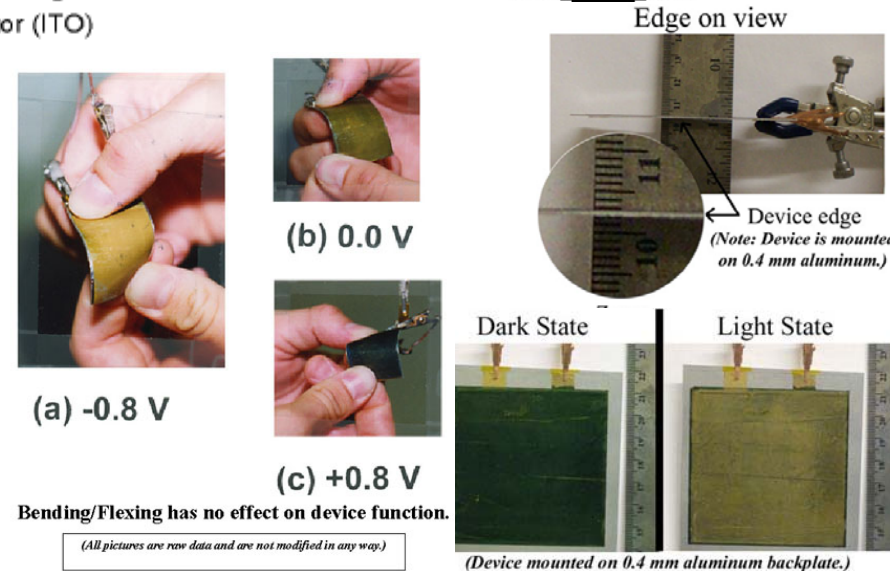 or (ITO)
(a) -0.8 V
(b) 0.0 V
(c) +0.8 V
Bending/Flexing has no effect on device function.
(All pictures are raw data and are not modified in any way.)
Edge on view
11
10
Device edge
(Note: Device is mounted
on 0.4 mm aluminum.)
Dark State
Light State
(Device mounted on 0.4 mm aluminum backplate.)